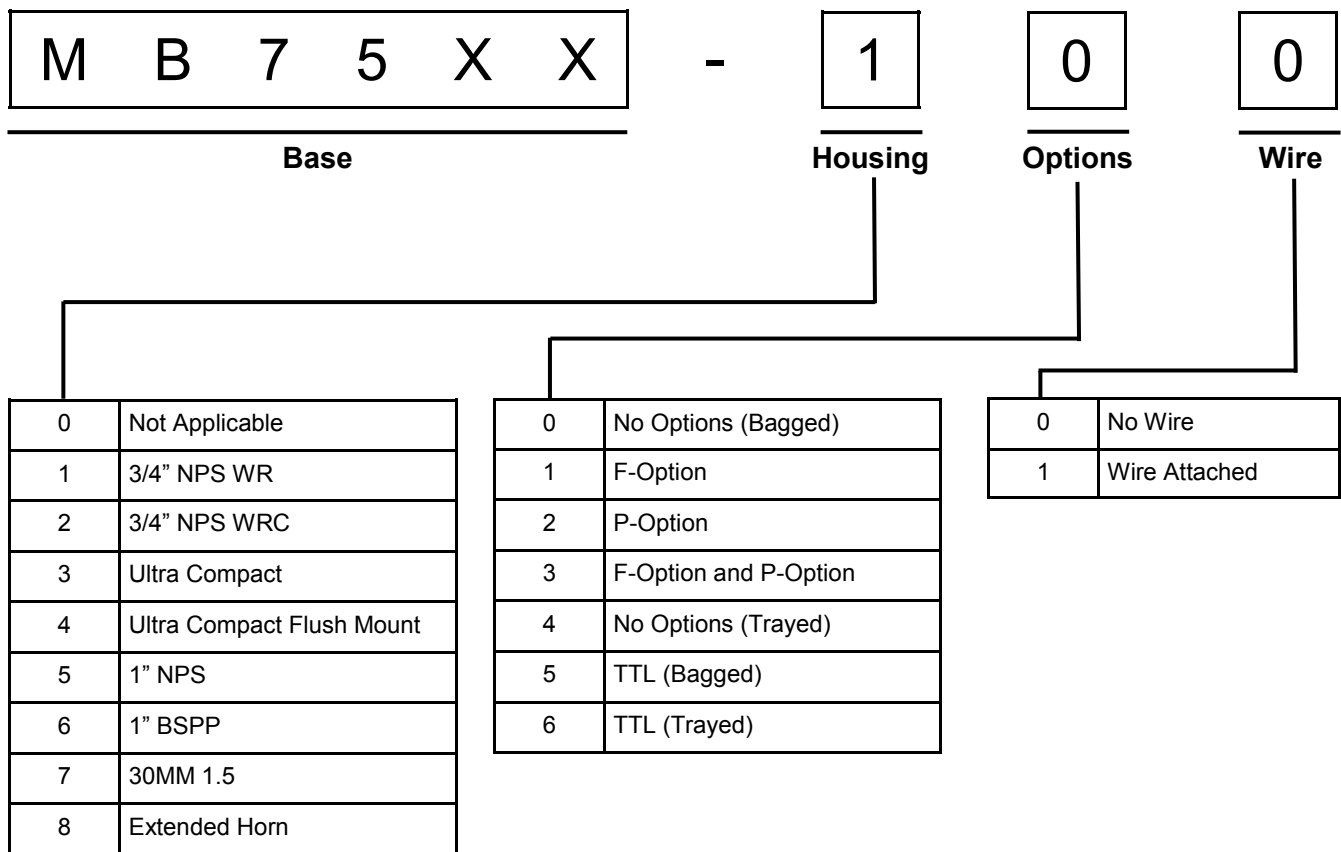 M B 7 5 X X - 1 0 0
Base Housing Options Wire
0 Not Applicable
1 3/4” NPS WR
2 3/4” NPS WRC
3 Ultra Compact
4 Ultra Compact Flush Mount
5 1” NPS
6 1” BSPP
7 30MM 1.5
8 Extended Horn
0 No Options (Bagged)
1 F-Option
2 P-Option
3 F-Option and P-Option
4 No Options (Trayed)
5 TTL (Bagged)
6 TTL (Trayed)
0 No Wire
1 Wire Attached